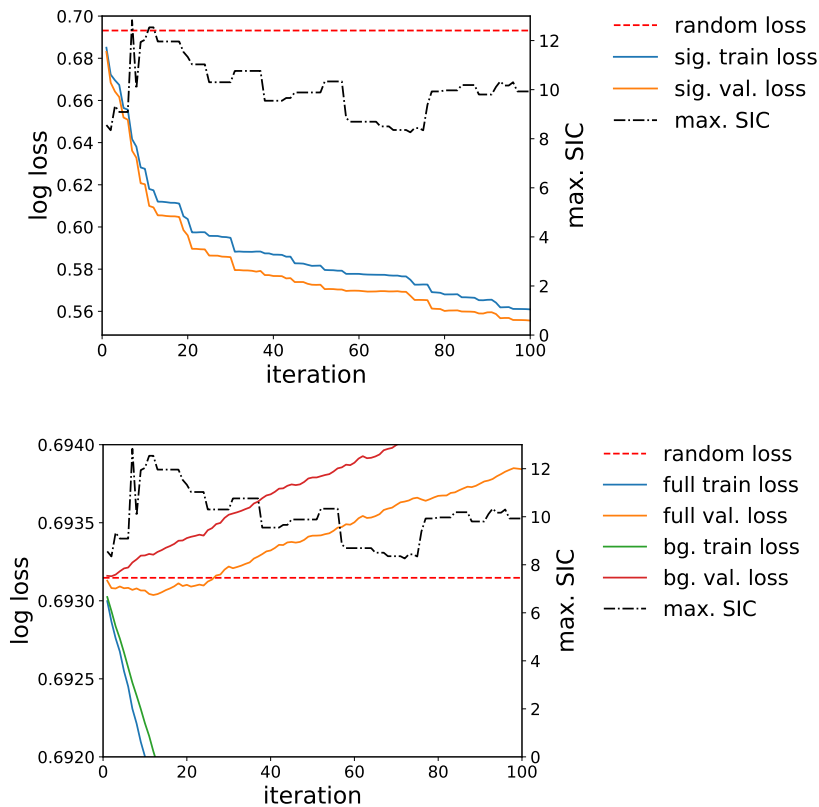 0.70
0.68
0.66
0.64
0.62
0.60
0.58
0.56
log loss
0 20 40 60 80 100
iteration
12
10
8
6
4
2
0
max. SIC
random loss
sig. train loss
sig. val. loss
max. SIC
0.6940
0.6935
0.6930
0.6925
0.6920
log loss
0 20 40 60 80 100
iteration
12
10
8
6
4
2
0
max. SIC
random loss
full train loss
full val. loss
bg. train loss
bg. val. loss
max. SIC